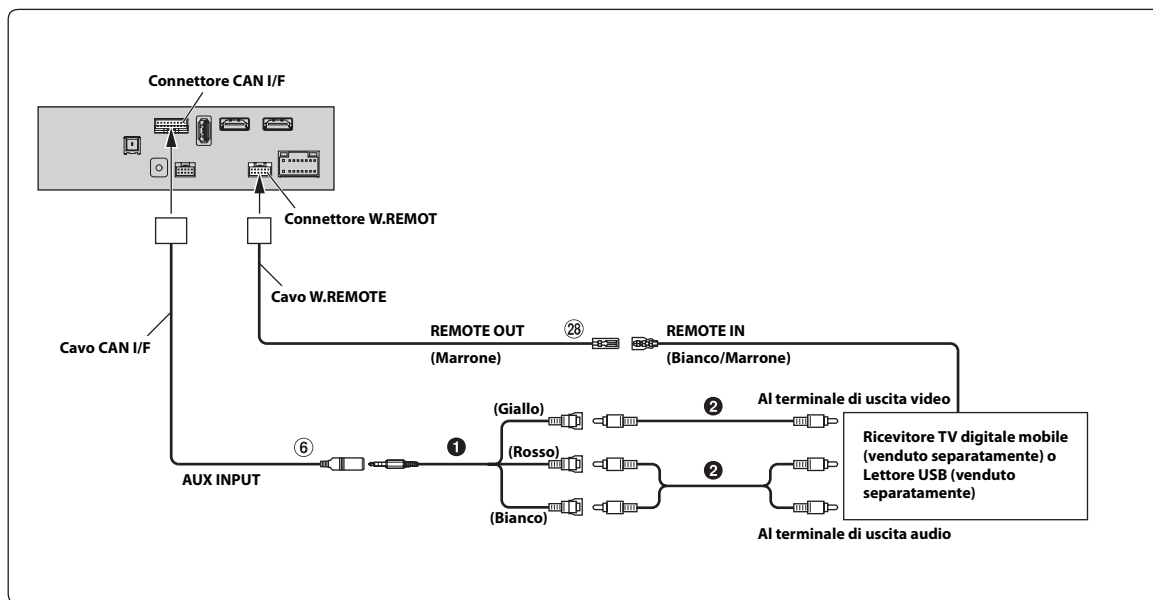 Connettore CAN I/F
Connettore W.REMOT
Cavo W.REMOTE
Cavo CAN I/F
REMOTE OUT
(Marrone)
㉘
REMOTE IN
(Bianco/Marrone)
Al terminale di uscita video
(Giallo)
❷
(Rosso)
(Bianco)
⑥
AUX INPUT
❶
❷
Ricevitore TV digitale mobile
(venduto separatamente) o
Lettore USB (venduto
separatamente)
Al terminale di uscita audio